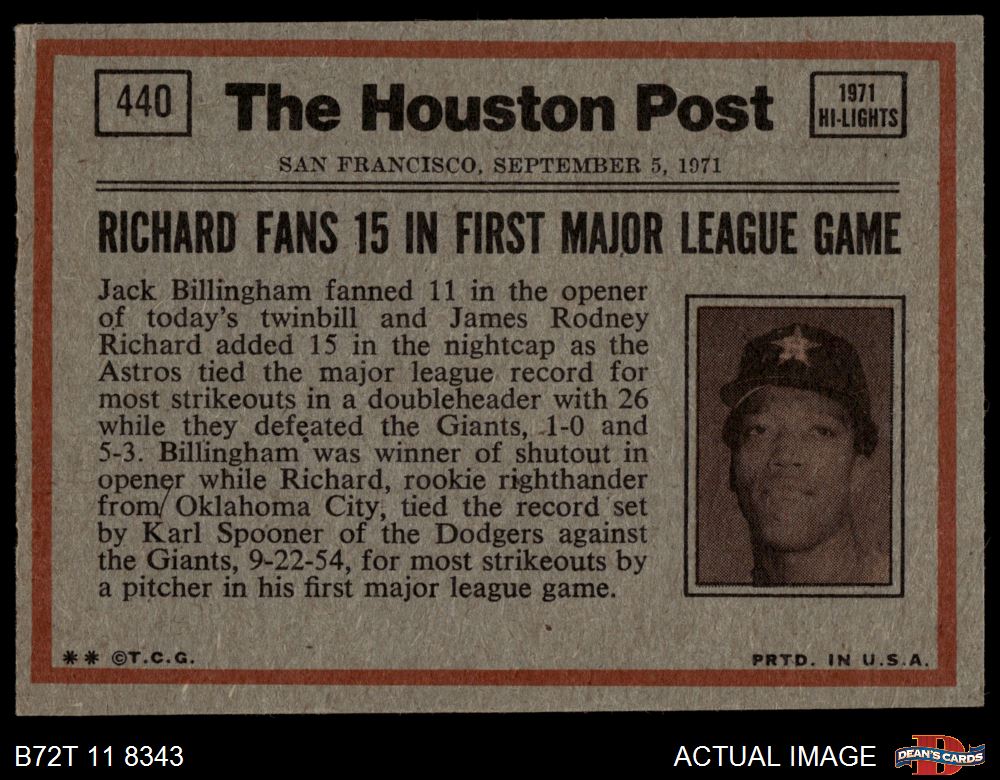 440
The Houston Post
1971
HI-LIGHTS
SAN FRANCISCO, SEPTEMBER 5, 1971
RICHARD FANS 15 IN FIRST MAJOR LEAGUE GAME
Jack Billingham fanned 11 in the opener
of today's twinbill and James Rodney
Richard added 15 in the nightcap as the
Astros tied the major league record for
most strikeouts in a doubleheader with 26
while they defeated the Giants, 1-0 and
5-3. Billingham was winner of shutout in
opener while Richard, rookie righthander
from Oklahoma City, tied the record set
by Karl Spooner of the Dodgers against
the Giants, 9-22-54, for most strikeouts by
a pitcher in his first major league game.
** ©T.C.G.
PRTD. IN U.S.A.
B72T 11 8343
ACTUAL IMAGE
D
DEAN'S CARDS